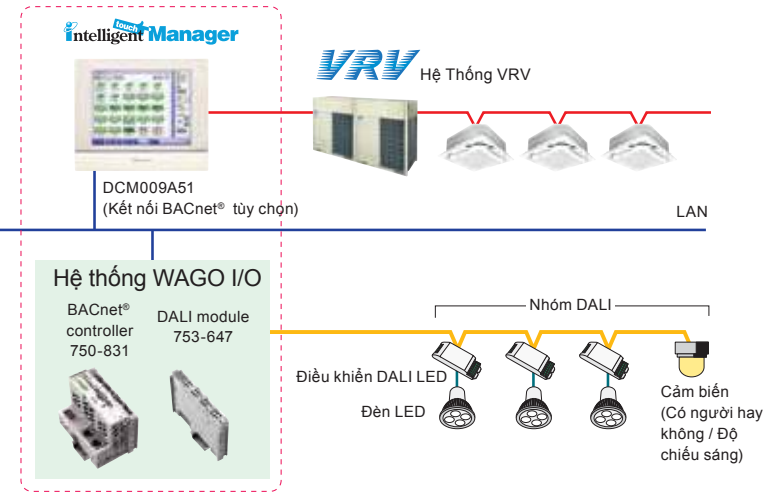 intelligent touch Manager
VRV
Hệ Thống VRV
DCM009A51
(Kết nối BACnet® tùy chọn)
LAN
Hệ thống WAGO I/O
BACnet®
controller
750-831
DALI module
753-647
Nhóm DALI
Điều khiển DALI LED
Đèn LED
Cảm biến
(Có người hay
không / Độ
chiếu sáng)